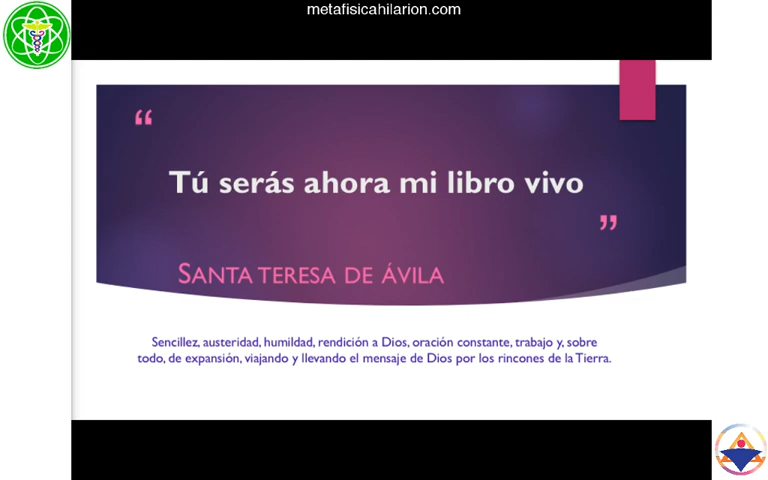 metafisicahilarion.com
“
Tú serás ahora mi libro vivo
”
SANTA TERESA DE ÁVILA
Sencillez, austeridad, humildad, rendición a Dios, oración constante, trabajo y, sobre
todo, de expansión, viajando y llevando el mensaje de Dios por los rincones de la Tierra.